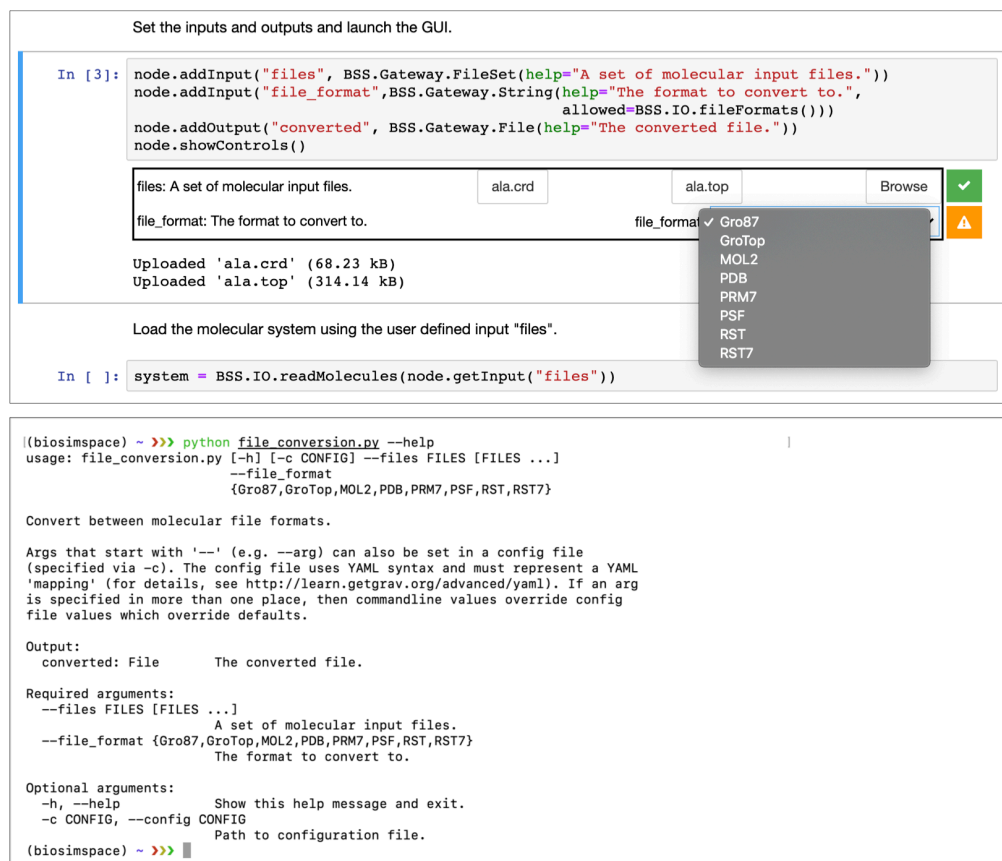 Set the inputs and outputs and launch the GUI.
In [3]: node.addInput("files", BSS.Gateway.FileSet(help="A set of molecular input files."))
node.addInput("file_format",BSS.Gateway.String(help="The format to convert to.",
allowed=BSS.IO.fileFormats()))
node.addOutput("converted", BSS.Gateway.File(help="The converted file."))
node.showControls()
files: A set of molecular input files. ala.crd ala.top Browse
file_format: The format to convert to. file_format ✓ Gro87
GroTop
MOL2
PDB
PRM7
PSF
RST
RST7
Uploaded 'ala.crd' (68.23 kB)
Uploaded 'ala.top' (314.14 kB)
Load the molecular system using the user defined input "files".
In [ ]: system = BSS.IO.readMolecules(node.getInput("files"))
(biosimspace) ~ ❯❯❯ python file_conversion.py --help
usage: file_conversion.py [-h] [-c CONFIG] --files FILES [FILES ...]
--file_format
{Gro87,GroTop,MOL2,PDB,PRM7,PSF,RST,RST7}
Convert between molecular file formats.
Args that start with '--' (e.g. --arg) can also be set in a config file
(specified via -c). The config file uses YAML syntax and must represent a YAML
'mapping' (for details, see http://learn.getgrav.org/advanced/yaml). If an arg
is specified in more than one place, then commandline values override config
file values which override defaults.
Output:
converted: File The converted file.
Required arguments:
--files FILES [FILES ...]
A set of molecular input files.
--file_format {Gro87,GroTop,MOL2,PDB,PRM7,PSF,RST,RST7}
The format to convert to.
Optional arguments:
-h, --help Show this help message and exit.
-c CONFIG, --config CONFIG
Path to configuration file.
(biosimspace) ~ ❯❯❯